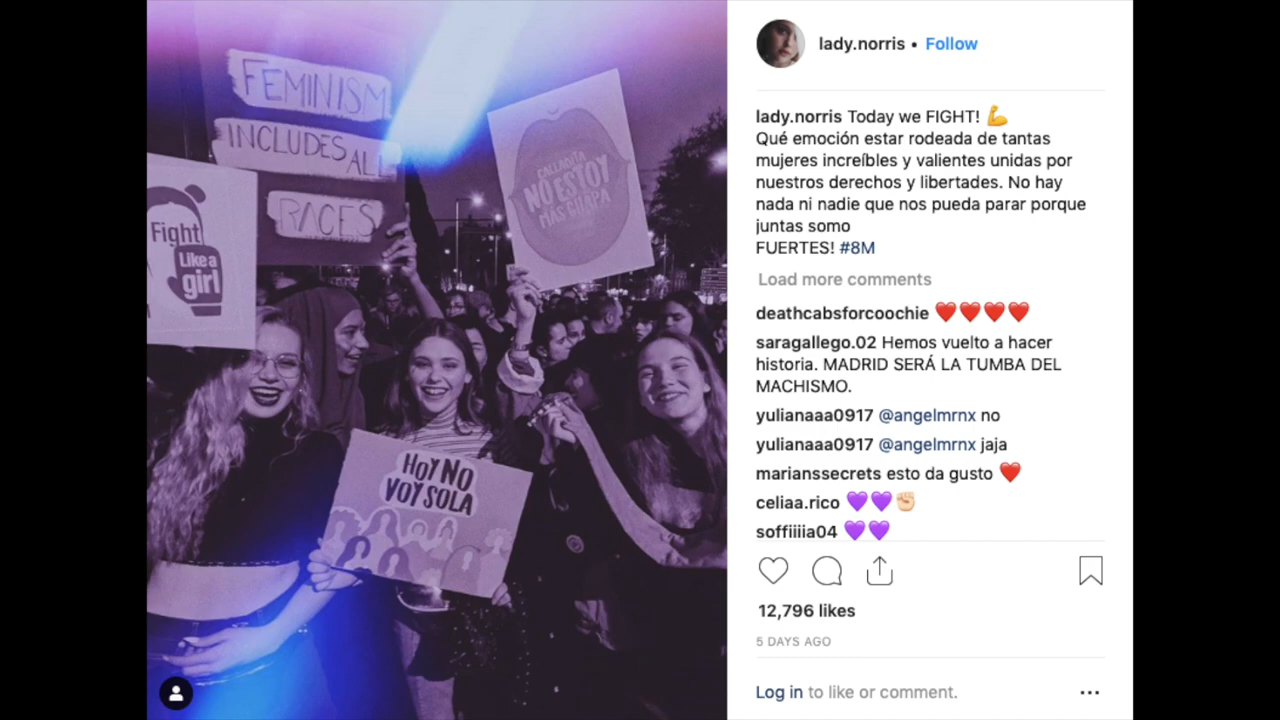 FEMINISM
INCLUDES ALL
RACES
Fight
Like a
girl
CALLADITA
NO ESTOY
MÁS GUAPA
HOY NO
VOY SOLA
lady.norris • Follow
lady.norris Today we FIGHT! 💪
Qué emoción estar rodeada de tantas
mujeres increíbles y valientes unidas por
nuestros derechos y libertades. No hay
nada ni nadie que nos pueda parar porque
juntas somo
FUERTES! #8M
Load more comments
deathcabsforcoochie ❤️❤️❤️❤️
saragallego.02 Hemos vuelto a hacer
historia. MADRID SERÁ LA TUMBA DEL
MACHISMO.
yulianaaa0917 @angelmrnx no
yulianaaa0917 @angelmrnx jaja
marianssecrets esto da gusto ❤️
celiaa.rico 💜💜✊🏻
soffiiiia04 💜💜
12,796 likes
5 DAYS AGO
Log in to like or comment.